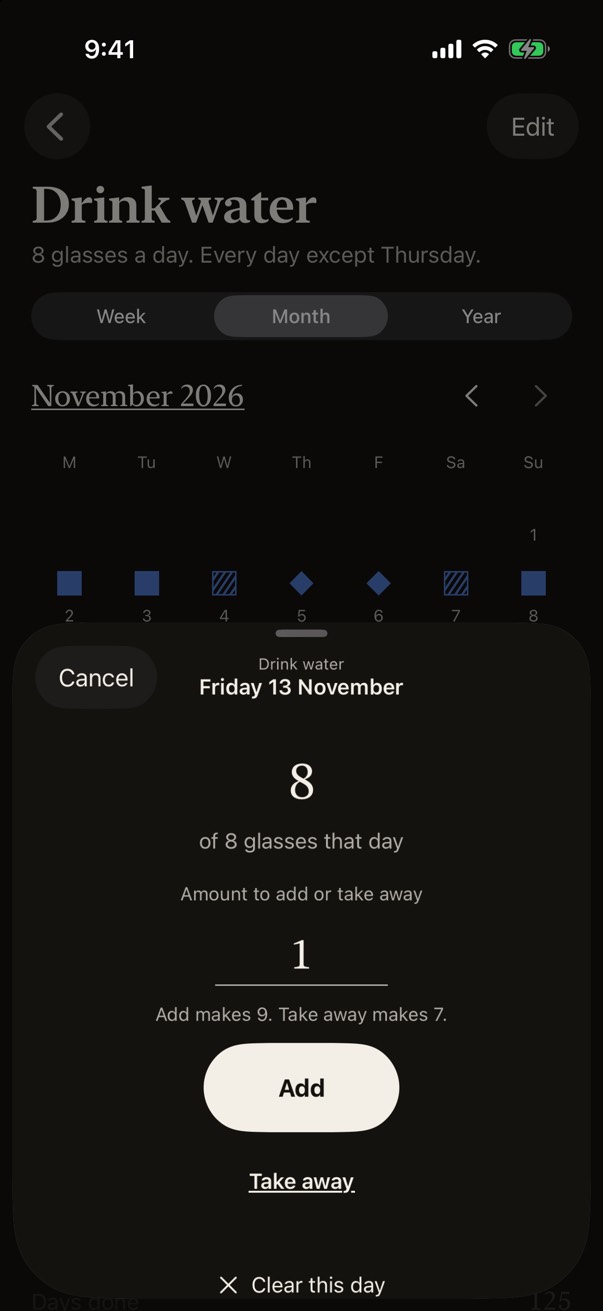 9:41
Edit
Drink water
8 glasses a day. Every day except Thursday.
Week Month Year
November 2026
M Tu W Th F Sa Su
1
2 3 4 5 6 7 8
Cancel
Drink water
Friday 13 November
8
of 8 glasses that day
Amount to add or take away
1
Add makes 9. Take away makes 7.
Add
Take away
Clear this day
Days done 125